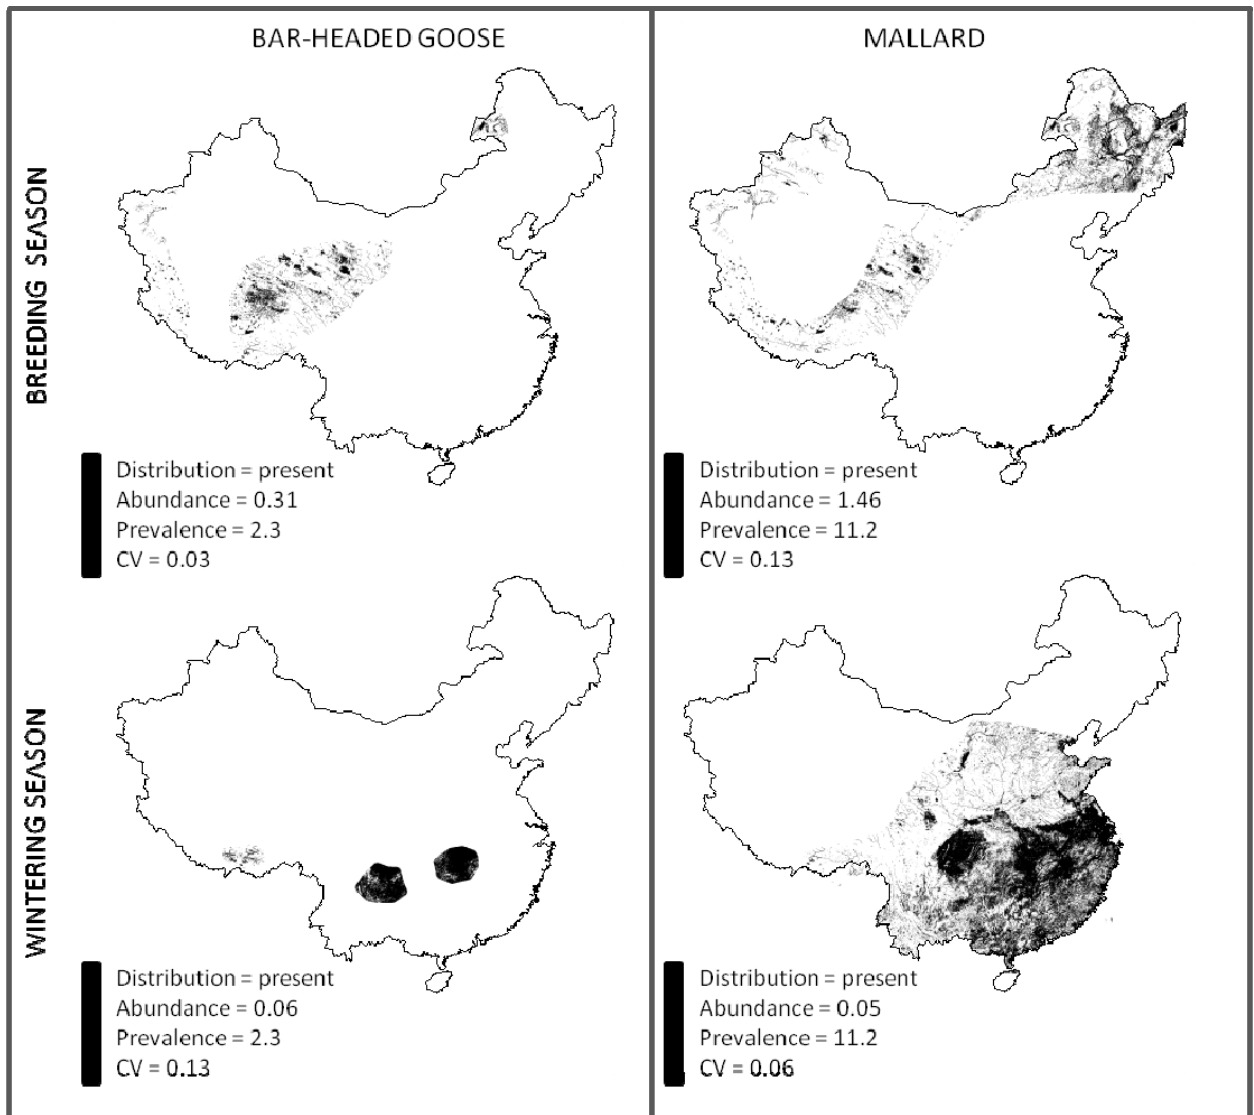 BAR-HEADED GOOSE
MALLARD
BREEDING SEASON
Distribution = present
Abundance = 0.31
Prevalence = 2.3
CV = 0.03
Distribution = present
Abundance = 1.46
Prevalence = 11.2
CV = 0.13
WINTERING SEASON
Distribution = present
Abundance = 0.06
Prevalence = 2.3
CV = 0.13
Distribution = present
Abundance = 0.05
Prevalence = 11.2
CV = 0.06